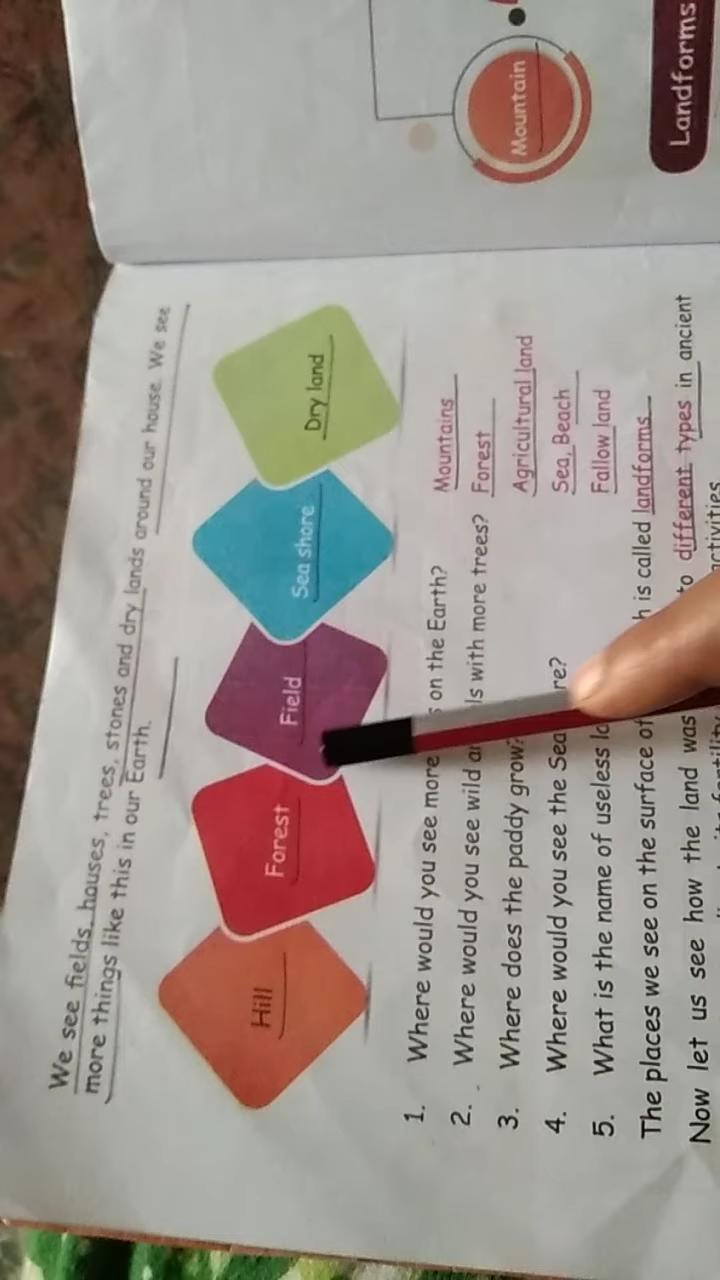 We see fields, houses, trees, stones and dry lands around our house. We see
more things like this in our Earth.
Hill
Forest
Field
Sea shore
Dry land
1. Where would you see more on the Earth? Mountains
2. Where would you see wild with more trees? Forest
3. Where does the paddy grow? Agricultural land
4. Where would you see the Sea Sea, Beach
5. What is the name of useless Fallow land
The places we see on the surface of is called landforms.
Now let us see how the land was to different types in ancient
activities
Mountain
Landforms